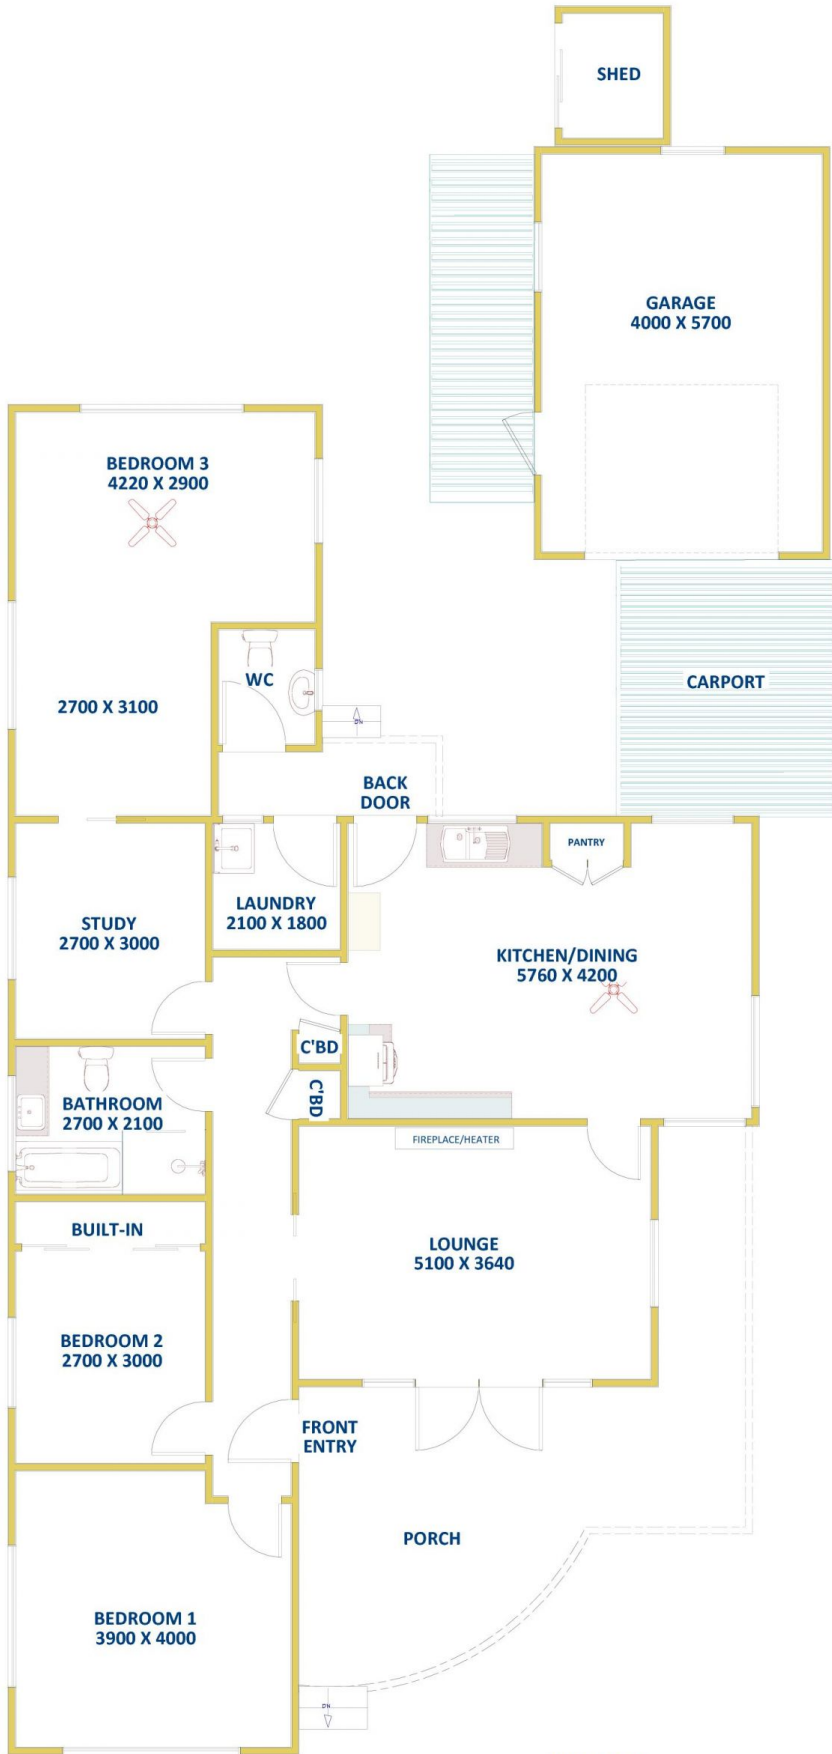 SHED
GARAGE
4000 X 5700
BEDROOM 3
4220 X 2900
WC
2700 X 3100
CARPORT
DN
BACK
DOOR
PANTRY
LAUNDRY
2100 X 1800
STUDY
2700 X 3000
KITCHEN/DINING
5760 X 4200
C'BD
C'BD
BATHROOM
2700 X 2100
FIREPLACE/HEATER
BUILT-IN
LOUNGE
5100 X 3640
BEDROOM 2
2700 X 3000
FRONT
ENTRY
PORCH
BEDROOM 1
3900 X 4000
DN